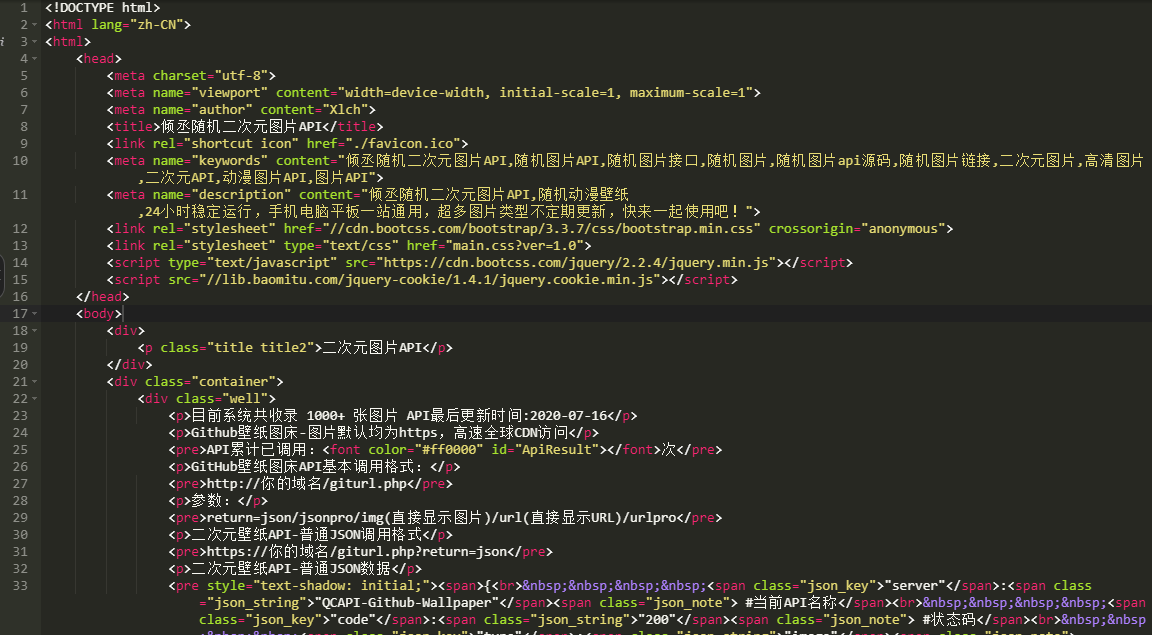 1 <!DOCTYPE html>
2 <html lang="zh-CN">
i 3 <html>
4 <head>
5 <meta charset="utf-8">
6 <meta name="viewport" content="width=device-width, initial-scale=1, maximum-scale=1">
7 <meta name="author" content="Xlch">
8 <title>倾丞随机二次元图片API</title>
9 <link rel="shortcut icon" href="./favicon.ico">
10 <meta name="keywords" content="倾丞随机二次元图片API,随机图片API,随机图片接口,随机图片,随机图片api源码,随机图片链接,二次元图片,高清图片
,二次元API,动漫图片API,图片API">
11 <meta name="description" content="倾丞随机二次元图片API,随机动漫壁纸
,24小时稳定运行，手机电脑平板一站通用，超多图片类型不定期更新，快来一起使用吧！">
12 <link rel="stylesheet" href="//cdn.bootcss.com/bootstrap/3.3.7/css/bootstrap.min.css" crossorigin="anonymous">
13 <link rel="stylesheet" type="text/css" href="main.css?ver=1.0">
14 <script type="text/javascript" src="https://cdn.bootcss.com/jquery/2.2.4/jquery.min.js"></script>
15 <script src="//lib.baomitu.com/jquery-cookie/1.4.1/jquery.cookie.min.js"></script>
16 </head>
17 <body>
18 <div>
19 <p class="title title2">二次元图片API</p>
20 </div>
21 <div class="container">
22 <div class="well">
23 <p>目前系统共收录 1000+ 张图片 API最后更新时间:2020-07-16</p>
24 <p>Github壁纸图床-图片默认均为https，高速全球CDN访问</p>
25 <pre>API累计已调用：<font color="#ff0000" id="ApiResult"></font>次</pre>
26 <p>GitHub壁纸图床API基本调用格式：</p>
27 <pre>http://你的域名/giturl.php</pre>
28 <p>参数：</p>
29 <pre>return=json/jsonpro/img(直接显示图片)/url(直接显示URL)/urlpro</pre>
30 <p>二次元壁纸API-普通JSON调用格式</p>
31 <pre>https://你的域名/giturl.php?return=json</pre>
32 <p>二次元壁纸API-普通JSON数据</p>
33 <pre style="text-shadow: initial;"><span>{<br>&nbsp;&nbsp;&nbsp;&nbsp;<span class="json_key">"server"</span>:<span class
="json_string">"QCAPI-Github-Wallpaper"</span><span class="json_note"> #当前API名称</span><br>&nbsp;&nbsp;&nbsp;&nbsp;<span
class="json_key">"code"</span>:<span class="json_string">"200"</span><span class="json_note"> #状态码</span><br>&nbsp;&nbsp